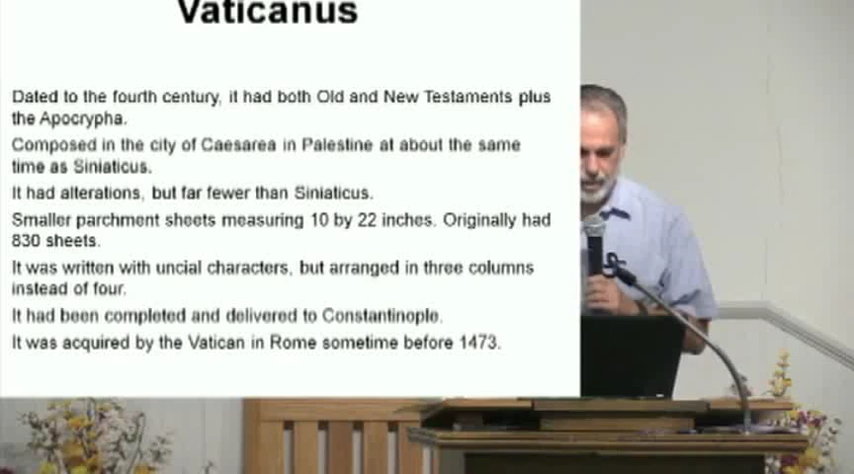 Vaticanus
Dated to the fourth century, it had both Old and New Testaments plus
the Apocrypha.
Composed in the city of Caesarea in Palestine at about the same
time as Siniaticus.
It had alterations, but far fewer than Siniaticus.
Smaller parchment sheets measuring 10 by 22 inches. Originally had
830 sheets.
It was written with uncial characters, but arranged in three columns
instead of four.
It had been completed and delivered to Constantinople.
It was acquired by the Vatican in Rome sometime before 1473.